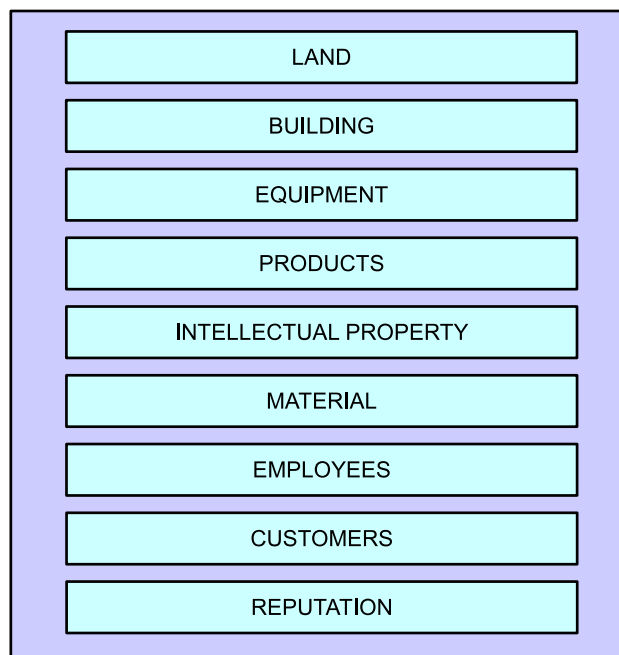 LAND
BUILDING
EQUIPMENT
PRODUCTS
INTELLECTUAL PROPERTY
MATERIAL
EMPLOYEES
CUSTOMERS
REPUTATION